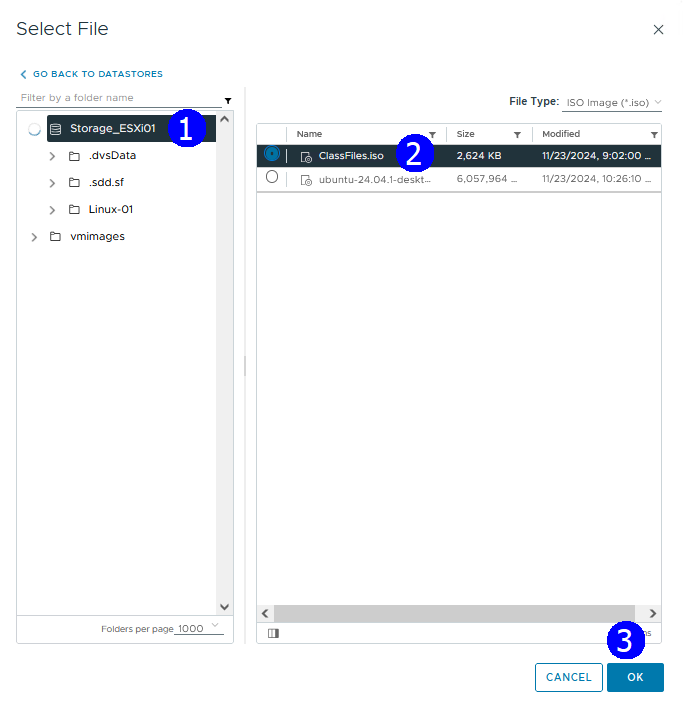 Select File
GO BACK TO DATASTORES
Filter by a folder name
Storage_ESXi01
1
.dvsData
.sdd.sf
Linux-01
vmimages
Folders per page 1000
File Type: ISO Image (*.iso)
Name Size Modified
ClassFiles.iso 2 2,624 KB 11/23/2024, 9:02:00 ...
ubuntu-24.04.1-deskt... 6,057,964 ... 11/23/2024, 10:26:10 ...
3
CANCEL OK